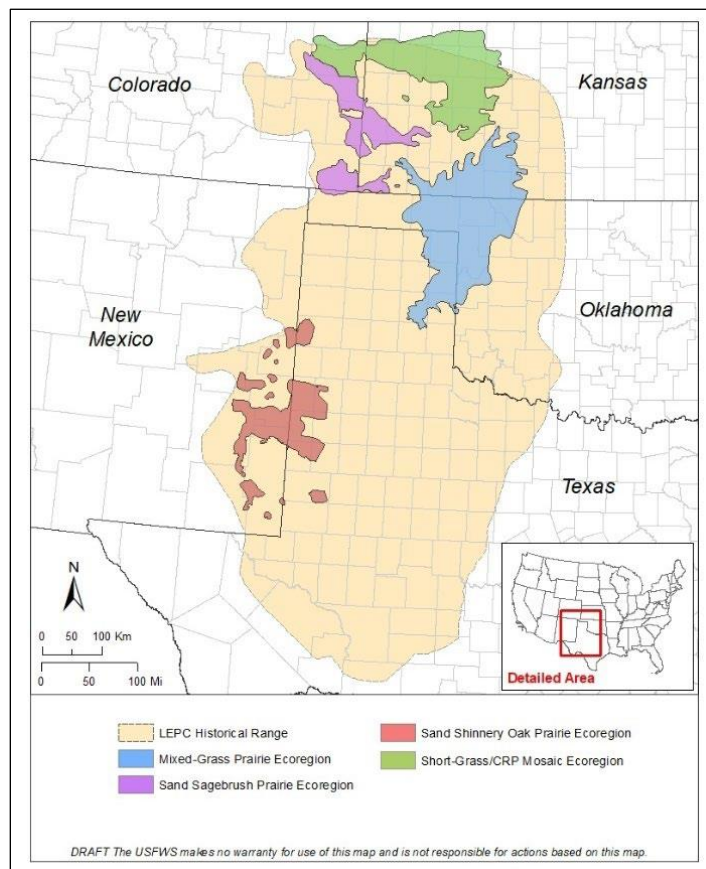 Colorado
Kansas
New
Mexico
Oklahoma
Texas
N
0 50 100 Km
0 50 100 Mi
Detailed Area
LEPC Historical Range
Mixed-Grass Prairie Ecoregion
Sand Sagebrush Prairie Ecoregion
Sand Shinnery Oak Prairie Ecoregion
Short-Grass/CRP Mosaic Ecoregion
DRAFT The USFWS makes no warranty for use of this map and is not responsible for actions based on this map.